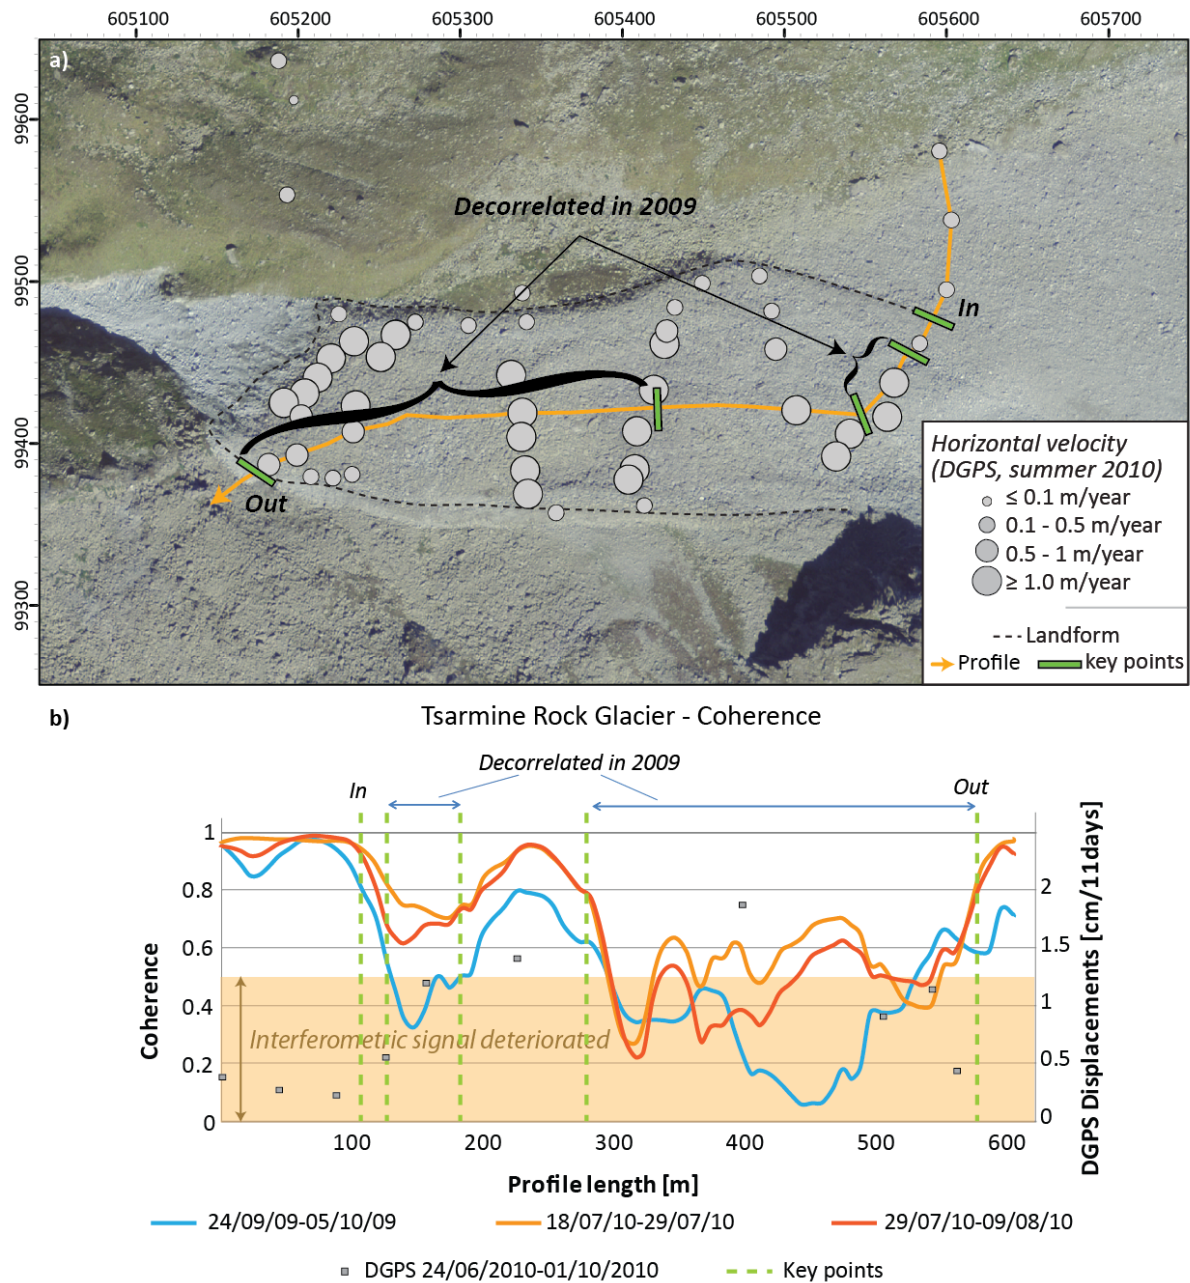 605100 605200 605300 605400 605500 605600 605700
a)
99600
99500
99400
99300
Decorrelated in 2009
In
Out
Horizontal velocity
(DGPS, summer 2010)
≤ 0.1 m/year
0.1 - 0.5 m/year
0.5 - 1 m/year
≥ 1.0 m/year
Landform
Profile key points
b) Tsarmine Rock Glacier - Coherence
Decorrelated in 2009
In Out
Coherence
1
0.8
0.6
0.4
0.2
0
Interferometric signal deteriorated
2
1.5
1
0.5
0
DGPS Displacements [cm/11days]
100 200 300 400 500 600
Profile length [m]
24/09/09-05/10/09 18/07/10-29/07/10 29/07/10-09/08/10
DGPS 24/06/2010-01/10/2010 Key points